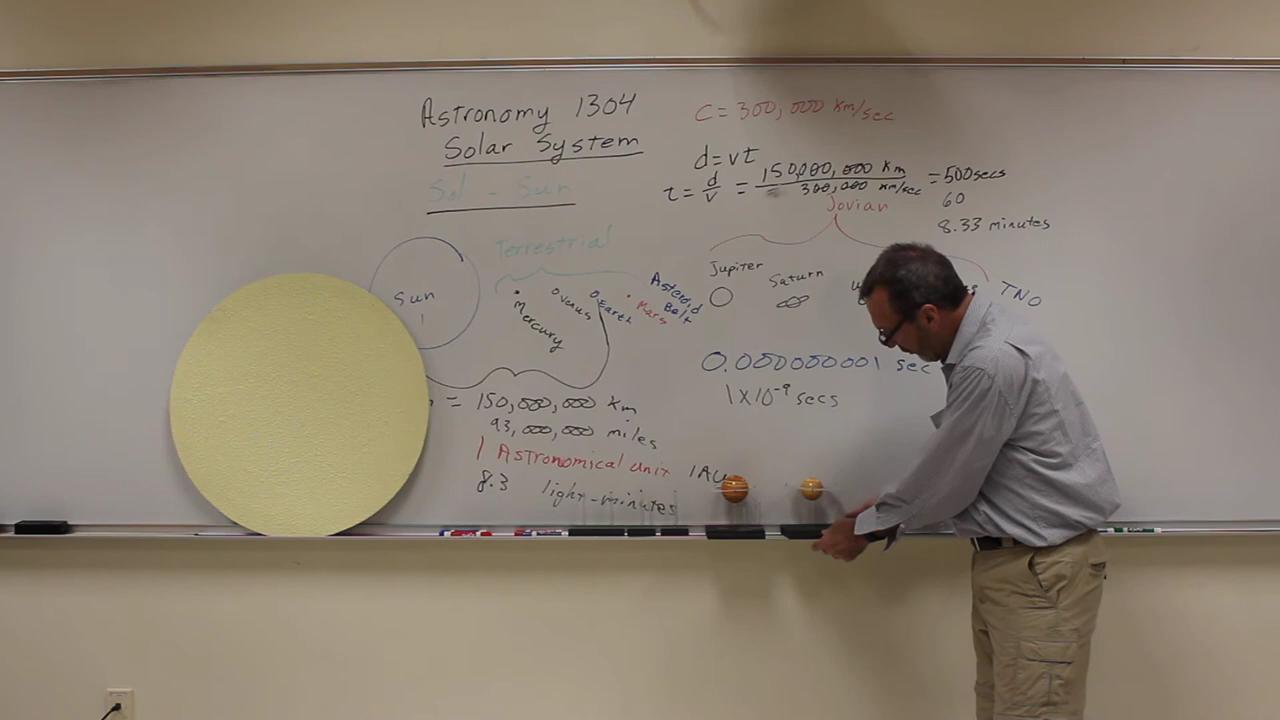 Astronomy 1304
Solar System
Sol - Sun
C = 300,000 km/sec
d = vt
t = d/v = 150,000,000 km / 300,000 km/sec = 500 secs
60
8.33 minutes
Terrestrial
Jovian
Sun
Mercury
Venus
Earth
Mars
Asteroid
Belt
Jupiter
Saturn
TNO
= 150,000,000 km
93,000,000 miles
1 Astronomical unit 1AU
8.3 light-minutes
0.000000001 sec
1x10⁻⁹ secs